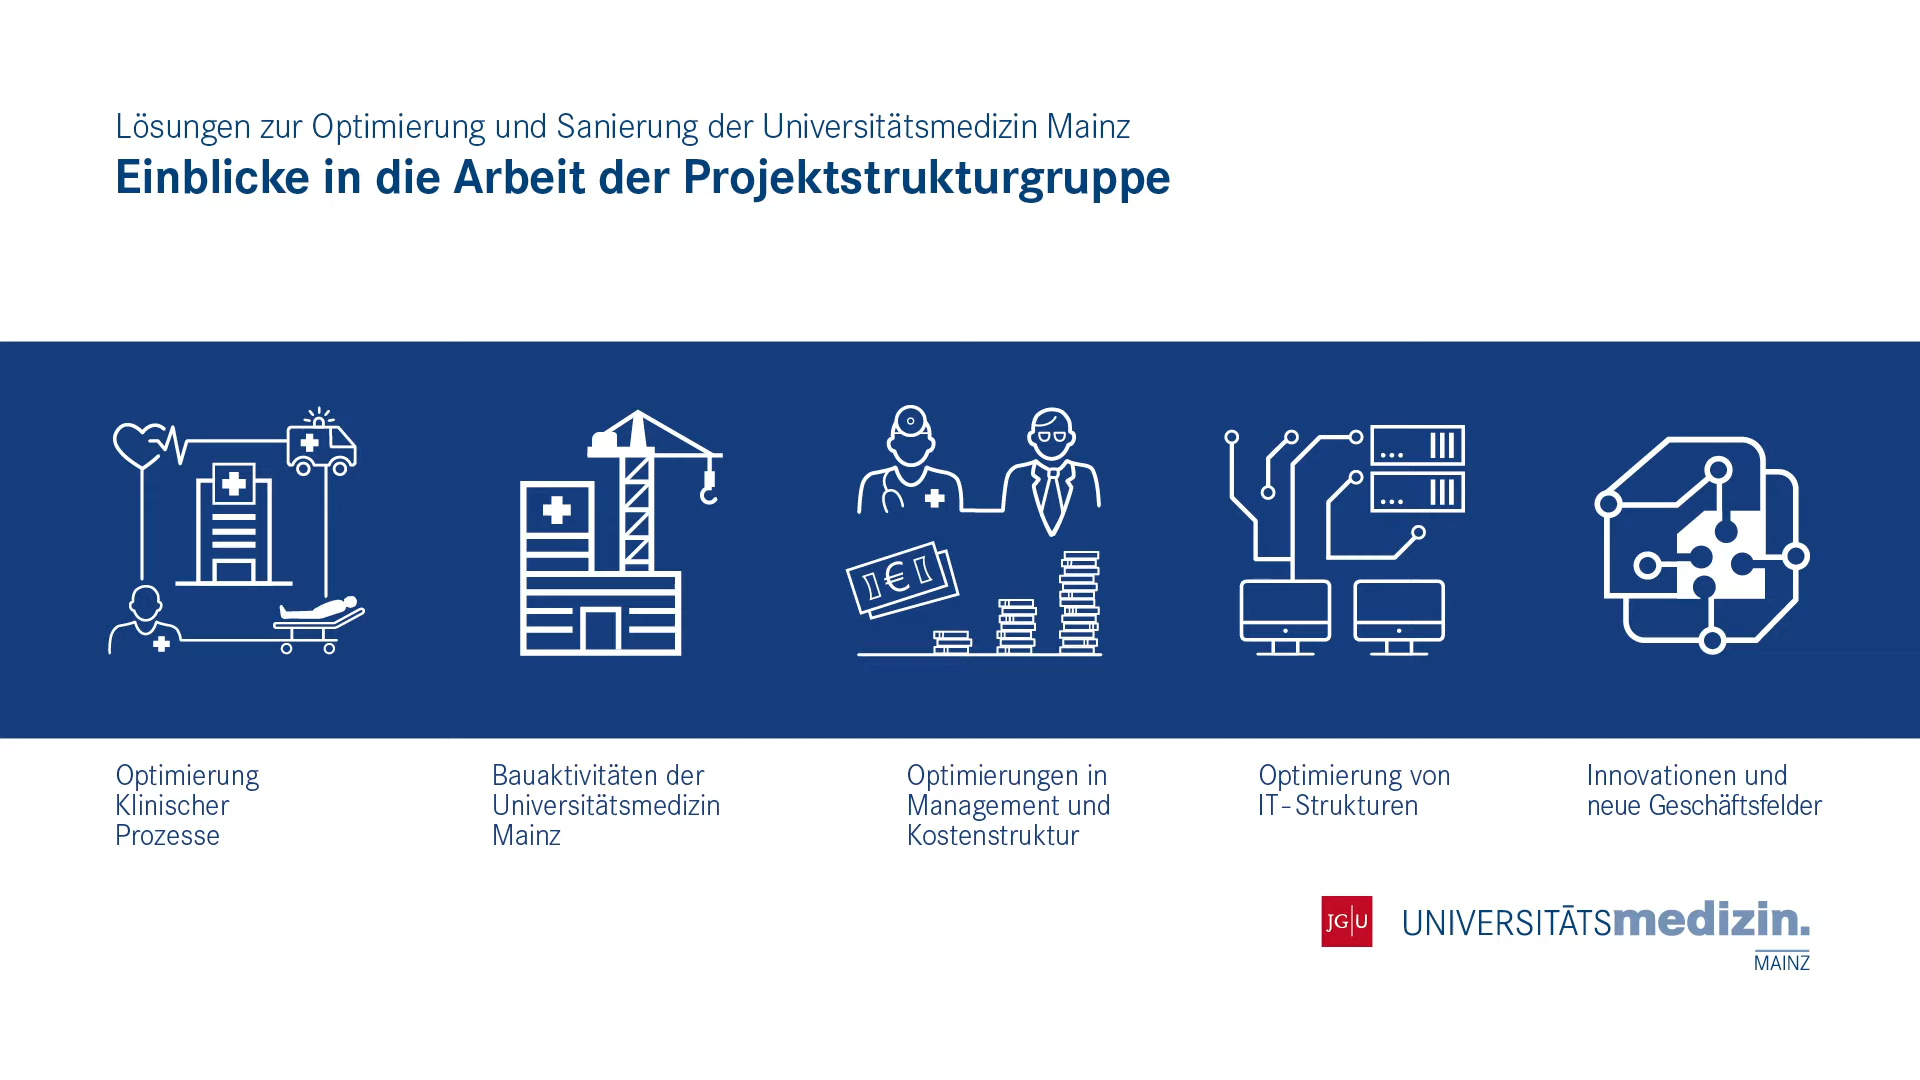 Lösungen zur Optimierung und Sanierung der Universitätsmedizin Mainz
Einblicke in die Arbeit der Projektstrukturgruppe
€
Optimierung
Klinischer
Prozesse
Bauaktivitäten der
Universitätsmedizin
Mainz
Optimierungen in
Management und
Kostenstruktur
Optimierung von
IT-Strukturen
Innovationen und
neue Geschäftsfelder
JG|U
UNIVERSITĀTSmedizin.
MAINZ